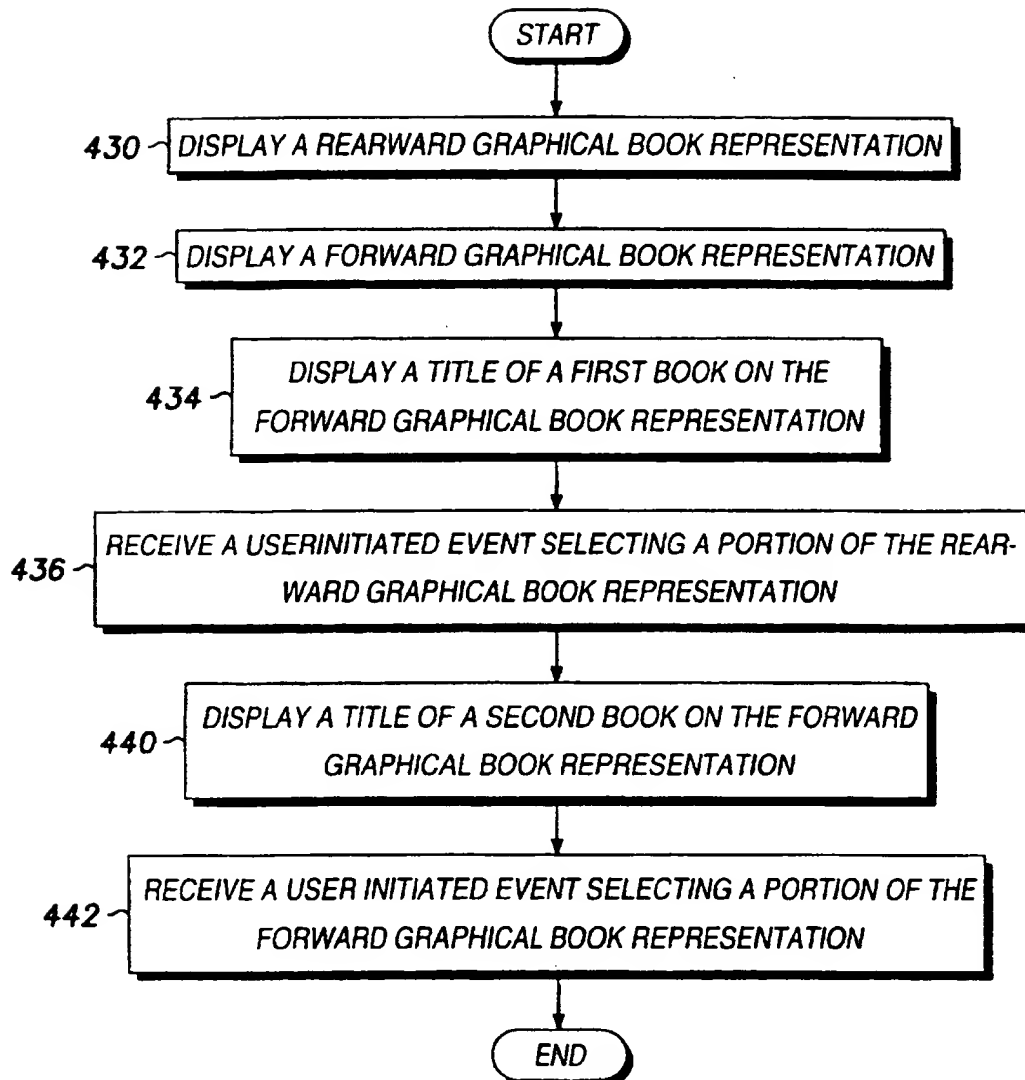 START
430 DISPLAY A REARWARD GRAPHICAL BOOK REPRESENTATION
432 DISPLAY A FORWARD GRAPHICAL BOOK REPRESENTATION
DISPLAY A TITLE OF A FIRST BOOK ON THE
434
FORWARD GRAPHICAL BOOK REPRESENTATION
RECEIVE A USERINITIATED EVENT SELECTING A PORTION OF THE REAR-
436
WARD GRAPHICAL BOOK REPRESENTATION
DISPLAY A TITLE OF A SECOND BOOK ON THE FORWARD
440
GRAPHICAL BOOK REPRESENTATION
RECEIVE A USER INITIATED EVENT SELECTING A PORTION OF THE
442
FORWARD GRAPHICAL BOOK REPRESENTATION
END